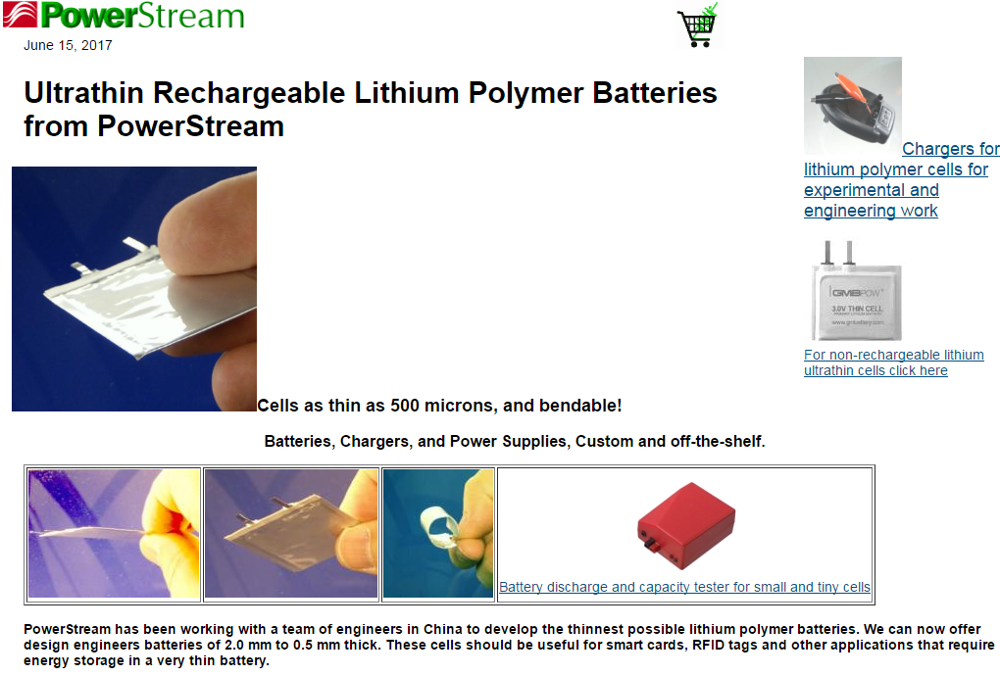 PowerStream
June 15, 2017
Ultrathin Rechargeable Lithium Polymer Batteries
from PowerStream
Chargers for
lithium polymer cells for
experimental and
engineering work
GMBPOW
3.0V THIN CELL
PRIMARY LITHIUM BATTERY
www.gmbattery.com
For non-rechargeable lithium
ultrathin cells click here
Cells as thin as 500 microns, and bendable!
Batteries, Chargers, and Power Supplies, Custom and off-the-shelf.
Battery discharge and capacity tester for small and tiny cells
PowerStream has been working with a team of engineers in China to develop the thinnest possible lithium polymer batteries. We can now offer
design engineers batteries of 2.0 mm to 0.5 mm thick. These cells should be useful for smart cards, RFID tags and other applications that require
energy storage in a very thin battery.